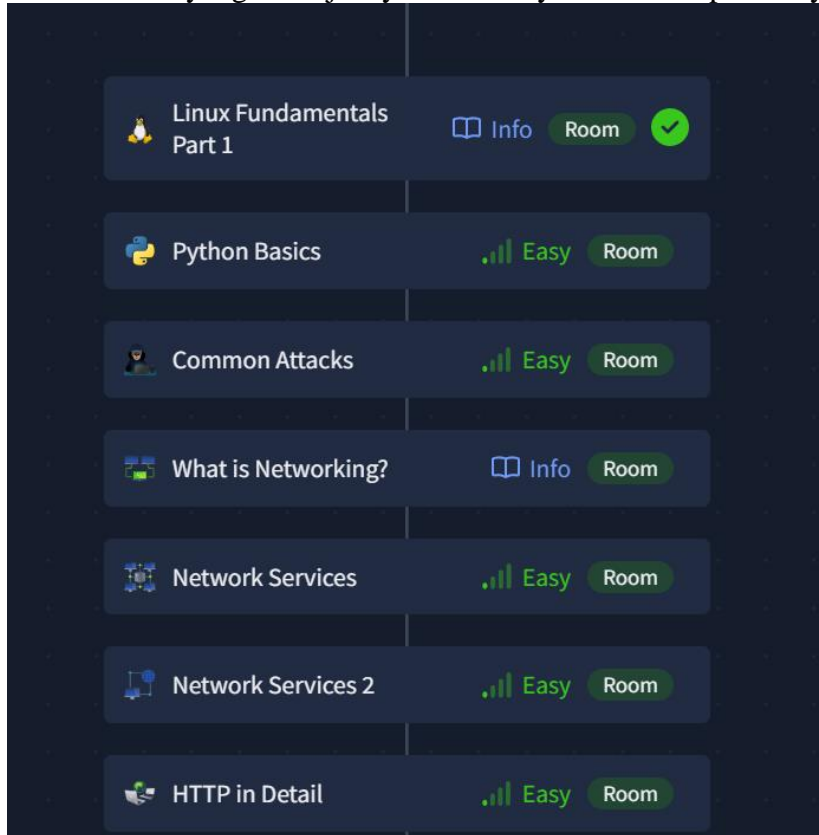 Linux Fundamentals
Part 1
Info Room
Python Basics Easy Room
Common Attacks Easy Room
What is Networking? Info Room
Network Services Easy Room
Network Services 2 Easy Room
HTTP in Detail Easy Room